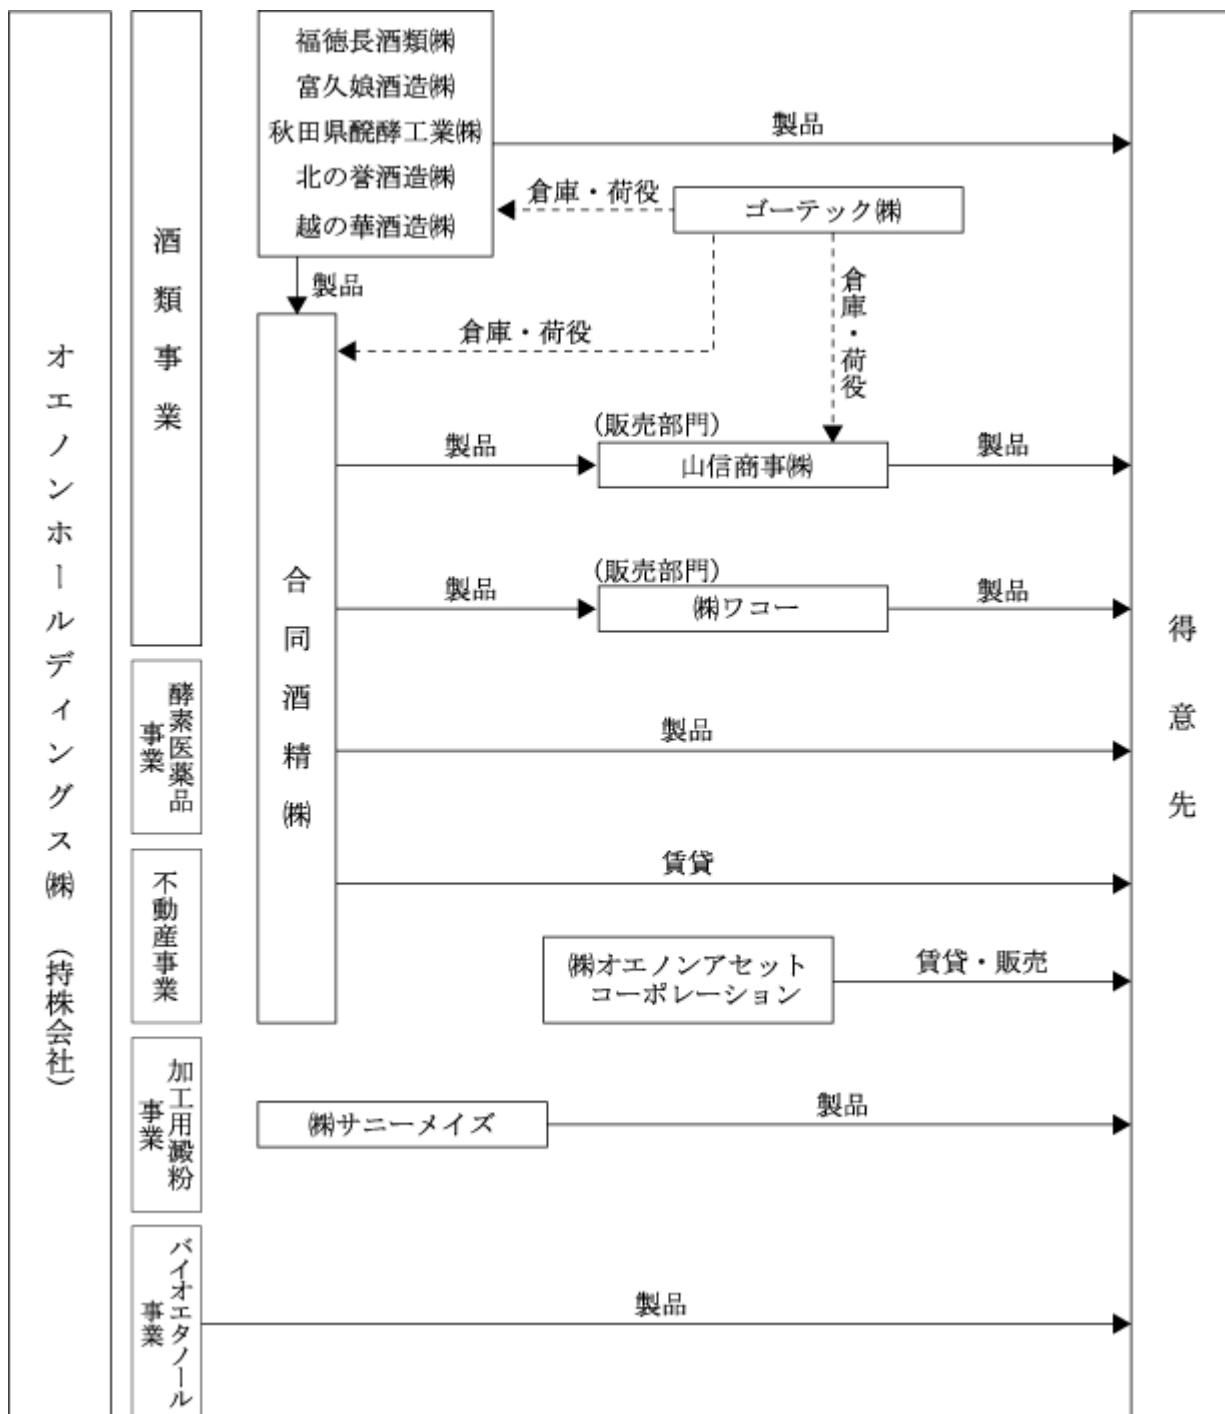 オエノンホールディングス㈱ （持株会社）
酒類事業
福徳長酒類㈱
富久娘酒造㈱
秋田県醗酵工業㈱
北の誉酒造㈱
越の華酒造㈱
製品
倉庫・荷役
ゴーテック㈱
製品
倉庫・荷役
倉庫・荷役
合同酒精㈱
製品
(販売部門)
山信商事㈱
製品
製品
(販売部門)
㈱ワコー
製品
得意先
酵素医薬品
事業
製品
不動産事業
賃貸
㈱オエノンアセット
コーポレーション
賃貸・販売
加工用澱粉
事業
㈱サニーメイズ
製品
バイオエタノール
事業
製品